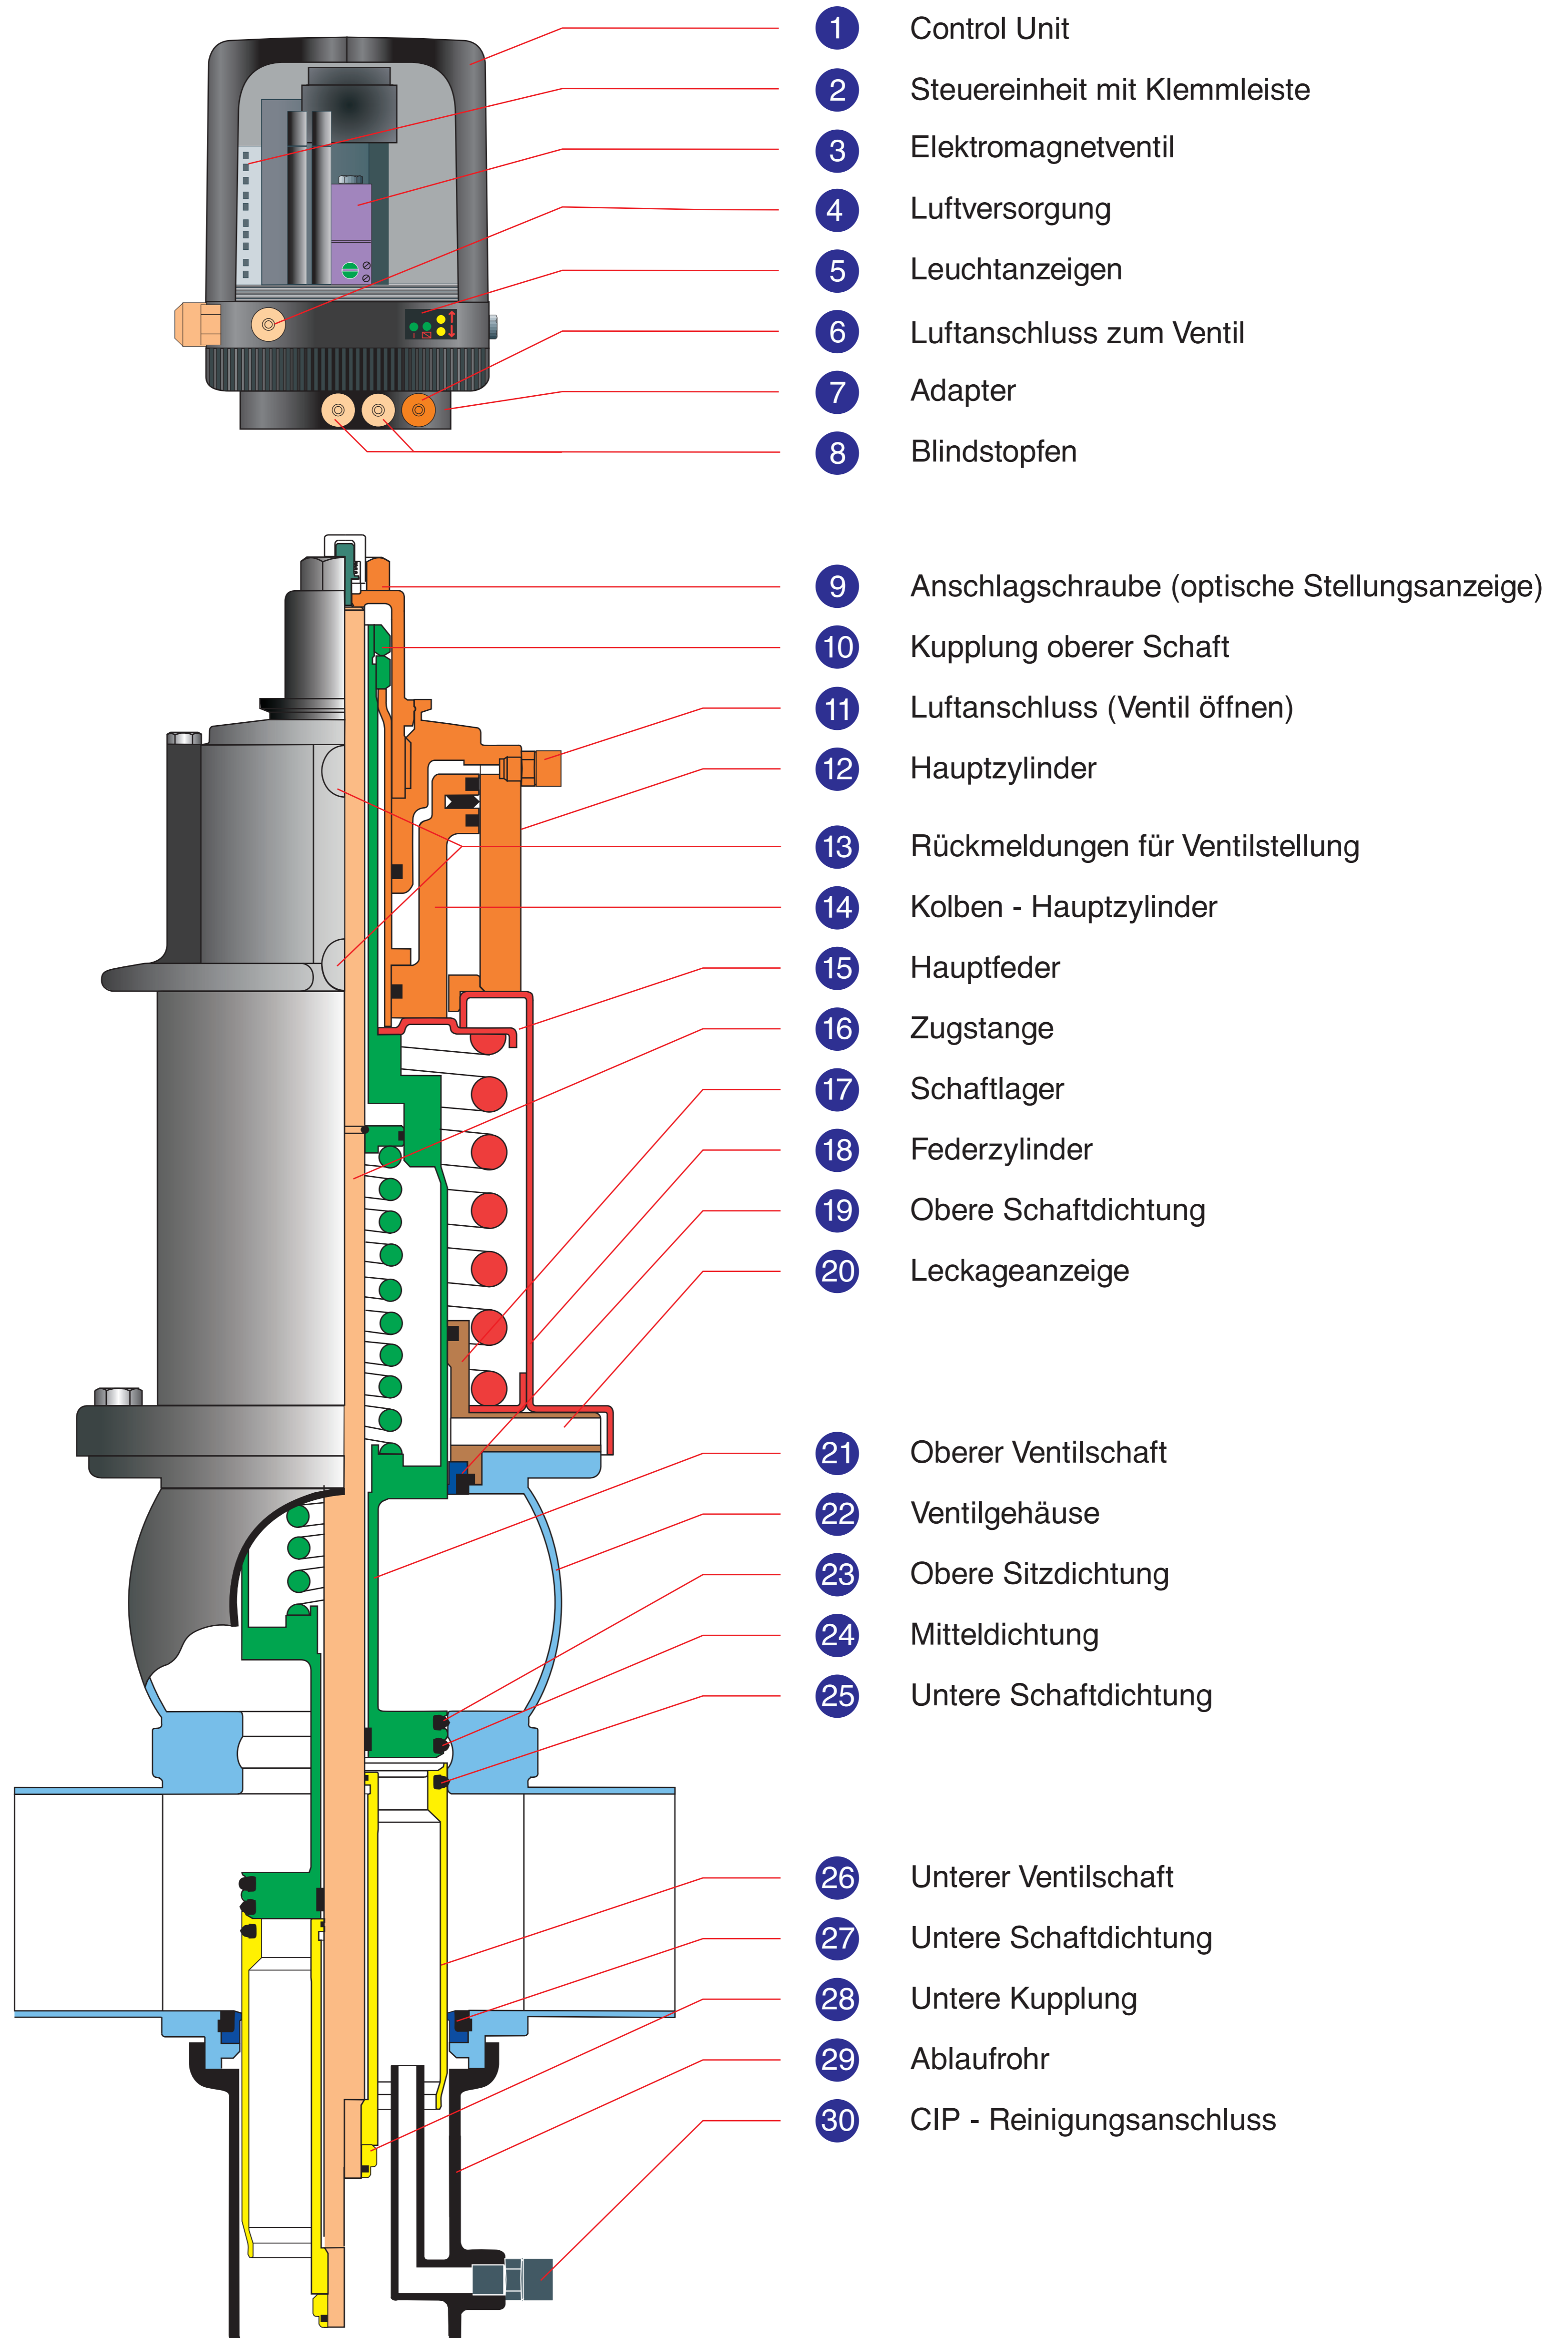 1 Control Unit
2 Steuereinheit mit Klemmleiste
3 Elektromagnetventil
4 Luftversorgung
5 Leuchtanzeigen
6 Luftanschluss zum Ventil
7 Adapter
8 Blindstopfen
9 Anschlagschraube (optische Stellungsanzeige)
10 Kupplung oberer Schaft
11 Luftanschluss (Ventil öffnen)
12 Hauptzylinder
13 Rückmeldungen für Ventilstellung
14 Kolben - Hauptzylinder
15 Hauptfeder
16 Zugstange
17 Schaftlager
18 Federzylinder
19 Obere Schaftdichtung
20 Leckageanzeige
21 Oberer Ventilschaft
22 Ventilgehäuse
23 Obere Sitzdichtung
24 Mitteldichtung
25 Untere Schaftdichtung
26 Unterer Ventilschaft
27 Untere Schaftdichtung
28 Untere Kupplung
29 Ablaufrohr
30 CIP - Reinigungsanschluss